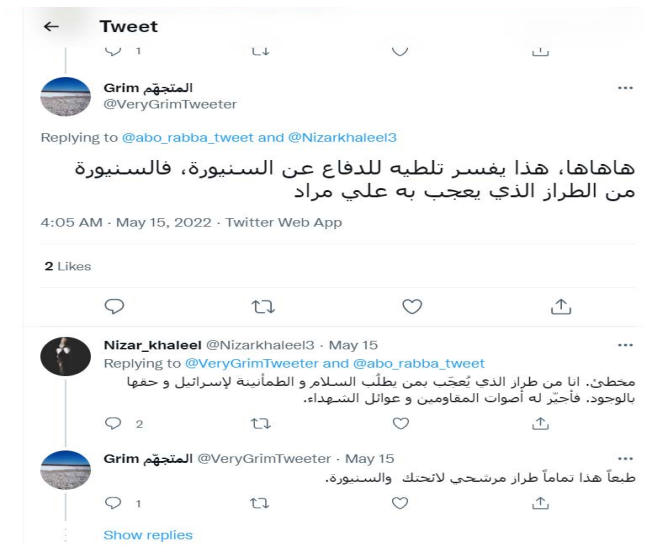 Tweet
1
Grim المتجهّم
@VeryGrimTweeter
Replying to @abo_rabba_tweet and @Nizarkhaleel3
هاهاها، هذا يفسر تلطيه للدفاع عن السنيورة، فالسنيورة
من الطراز الذي يعجب به علي مراد
4:05 AM · May 15, 2022 · Twitter Web App
2 Likes
Nizar_khaleel @Nizarkhaleel3 · May 15
Replying to @VeryGrimTweeter and @abo_rabba_tweet
مخطئ. انا من طراز الذي يُعجَب بمن يطلُب السلام و الطمأنينة لإسرائيل و حقها
بالوجود. فأجيّر له أصوات المقاومين و عوائل الشهداء.
2
Grim المتجهّم @VeryGrimTweeter · May 15
طبعاً هذا تماماً طراز مرشحي لائحتك والسنيورة.
1
Show replies